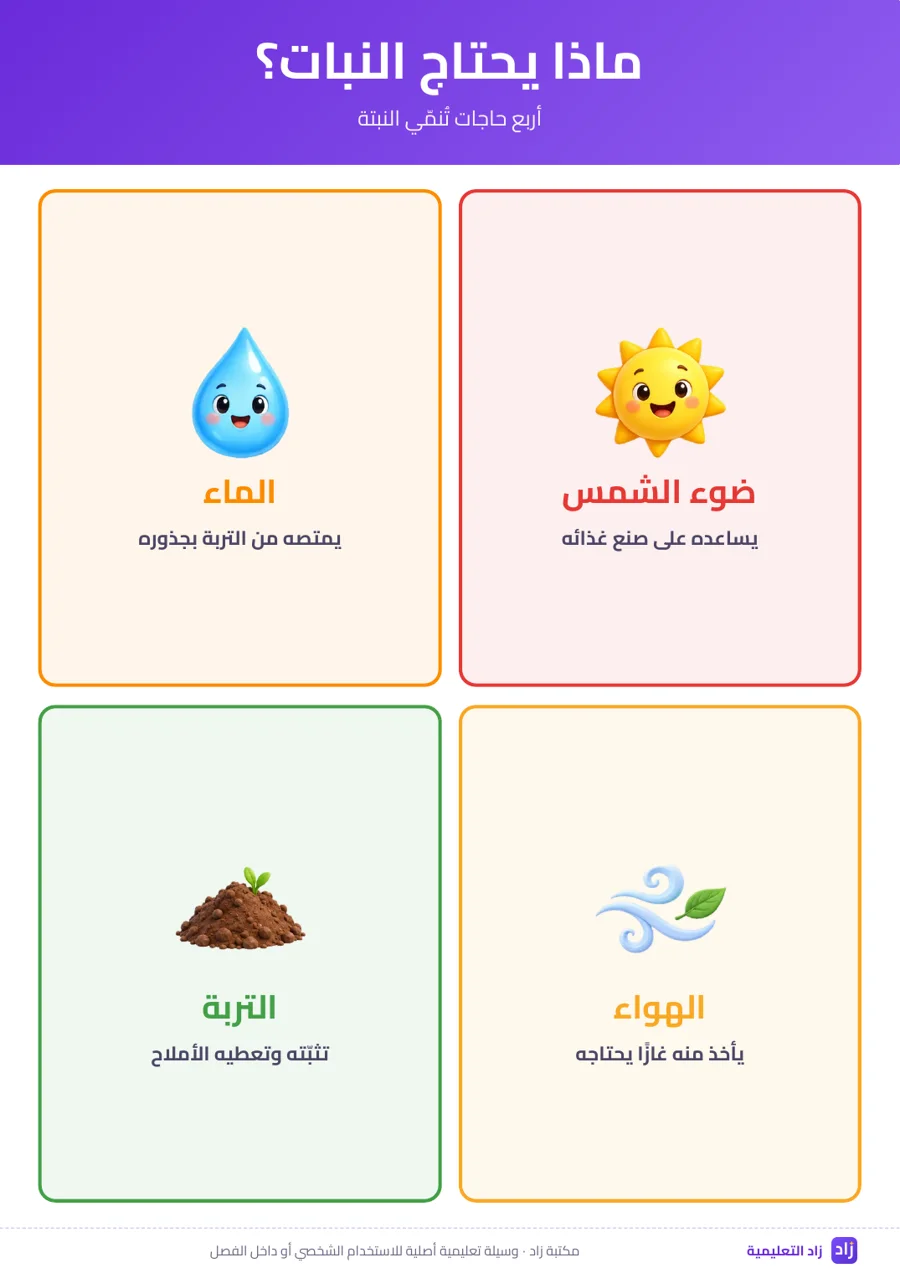 ماذا يحتاج النبات؟
أربع حاجات تُنمّي النبتة
ضوء الشمس
يساعده على صنع غذائه
الماء
يمتصه من التربة بجذوره
الهواء
يأخذ منه غازًا يحتاجه
التربة
تثبّته وتعطيه الأملاح
زاد
زاد التعليمية
مكتبة زاد · وسيلة تعليمية أصلية للاستخدام الشخصي أو داخل الفصل